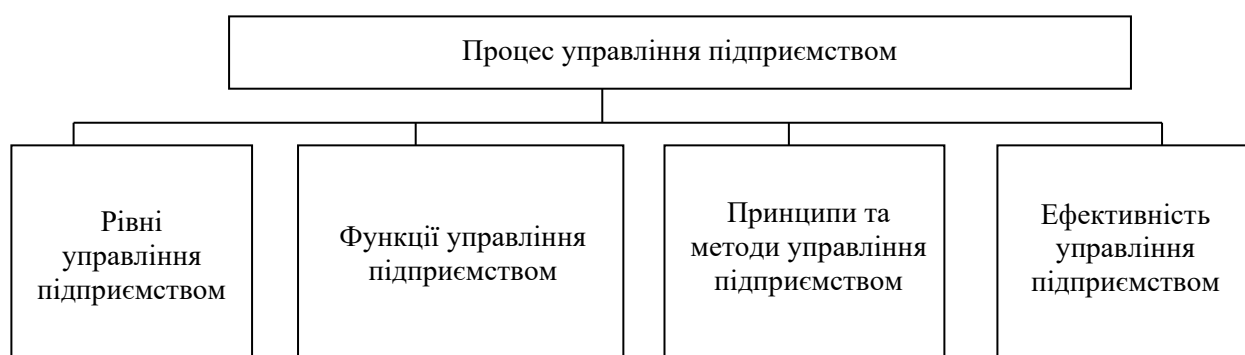 Процес управління підприємством
Рівні
управління
підприємством
Функції управління
підприємством
Принципи та
методи управління
підприємством
Ефективність
управління
підприємством